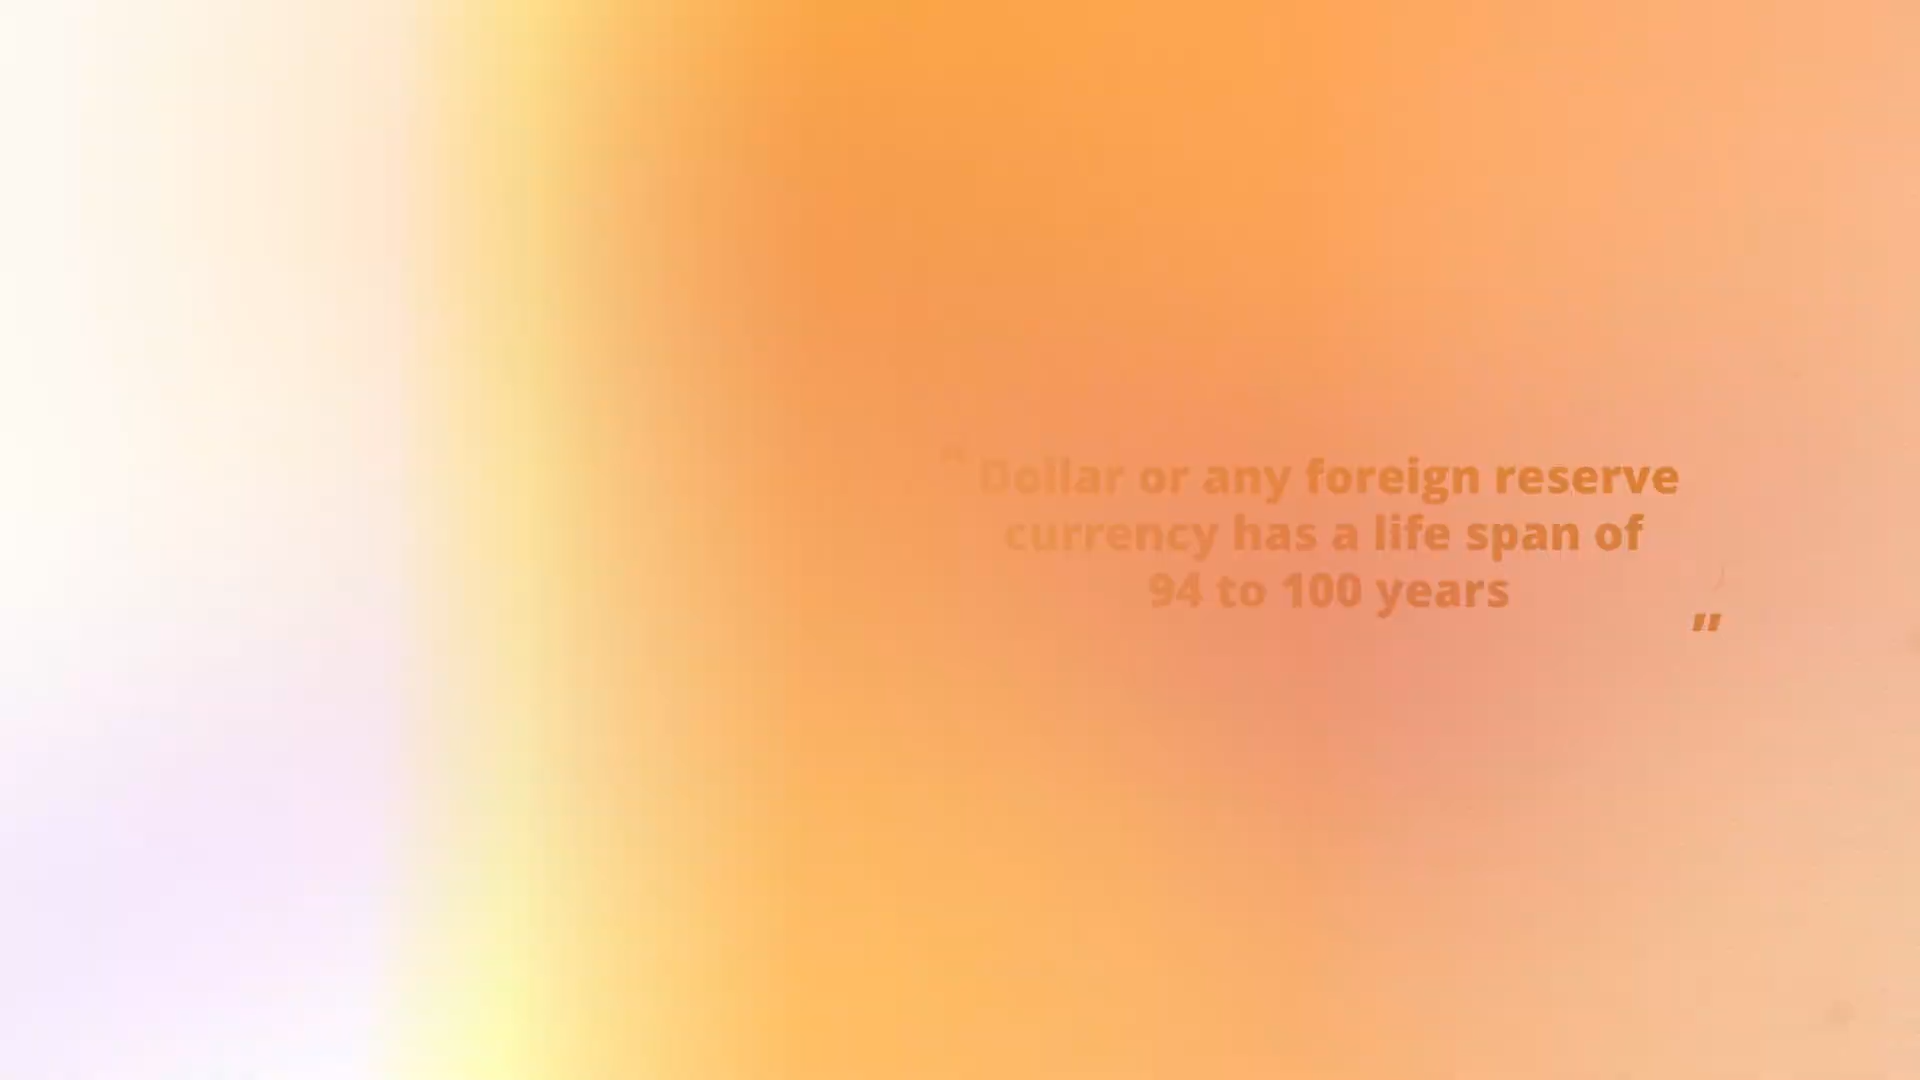 " Dollar or any foreign reserve
currency has a life span of
94 to 100 years
"